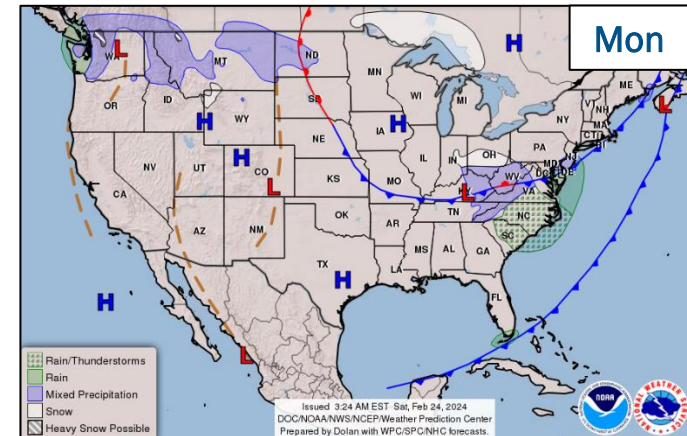 Mon
H
L
WA
MT
ND
MN
ME
OR
ID
H
WY
SD
WI
MI
VT
NH
NY
MA
CT
RI
L
NE
IA
H
PA
NJ
NV
UT
H
CO
L
IL
IN
OH
MD
DE
DC
WV
VA
CA
KS
MO
KY
L
AZ
NM
OK
AR
TN
NC
SC
TX
H
LA
MS
AL
GA
FL
H
L
Rain/Thunderstorms
Rain
Mixed Precipitation
Snow
Heavy Snow Possible
Issued 3:24 AM EST Sat, Feb 24, 2024
DOC/NOAA/NWS/NCEP/Weather Prediction Center
Prepared by Dolan with WPC/SPC/NHC forecasts.
NOAA
NATIONAL WEATHER SERVICE